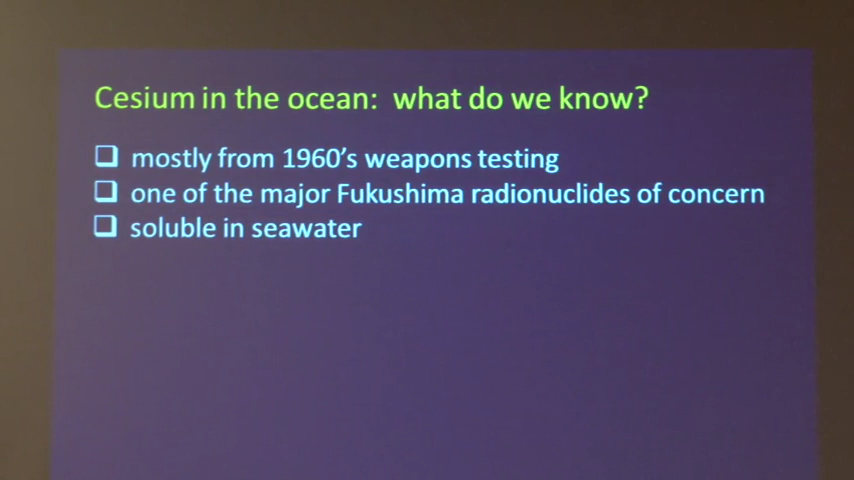 Cesium in the ocean: what do we know?
❑ mostly from 1960's weapons testing
❑ one of the major Fukushima radionuclides of concern
❑ soluble in seawater